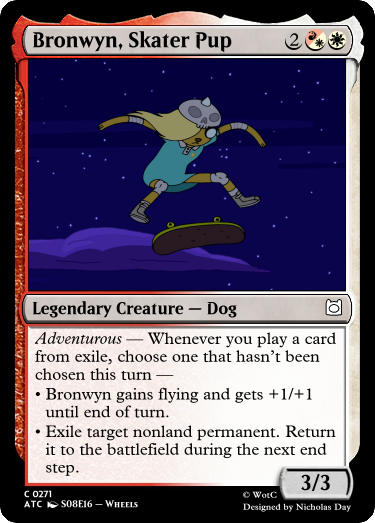 Bronwyn, Skater Pup 2
Legendary Creature — Dog
Adventurous — Whenever you play a card
from exile, choose one that hasn't been
chosen this turn —
• Bronwyn gains flying and gets +1/+1
until end of turn.
• Exile target nonland permanent. Return
it to the battlefield during the next end
step.
3/3
C 0271
ATC S08E16 — Wheels
© WotC
Designed by Nicholas Day